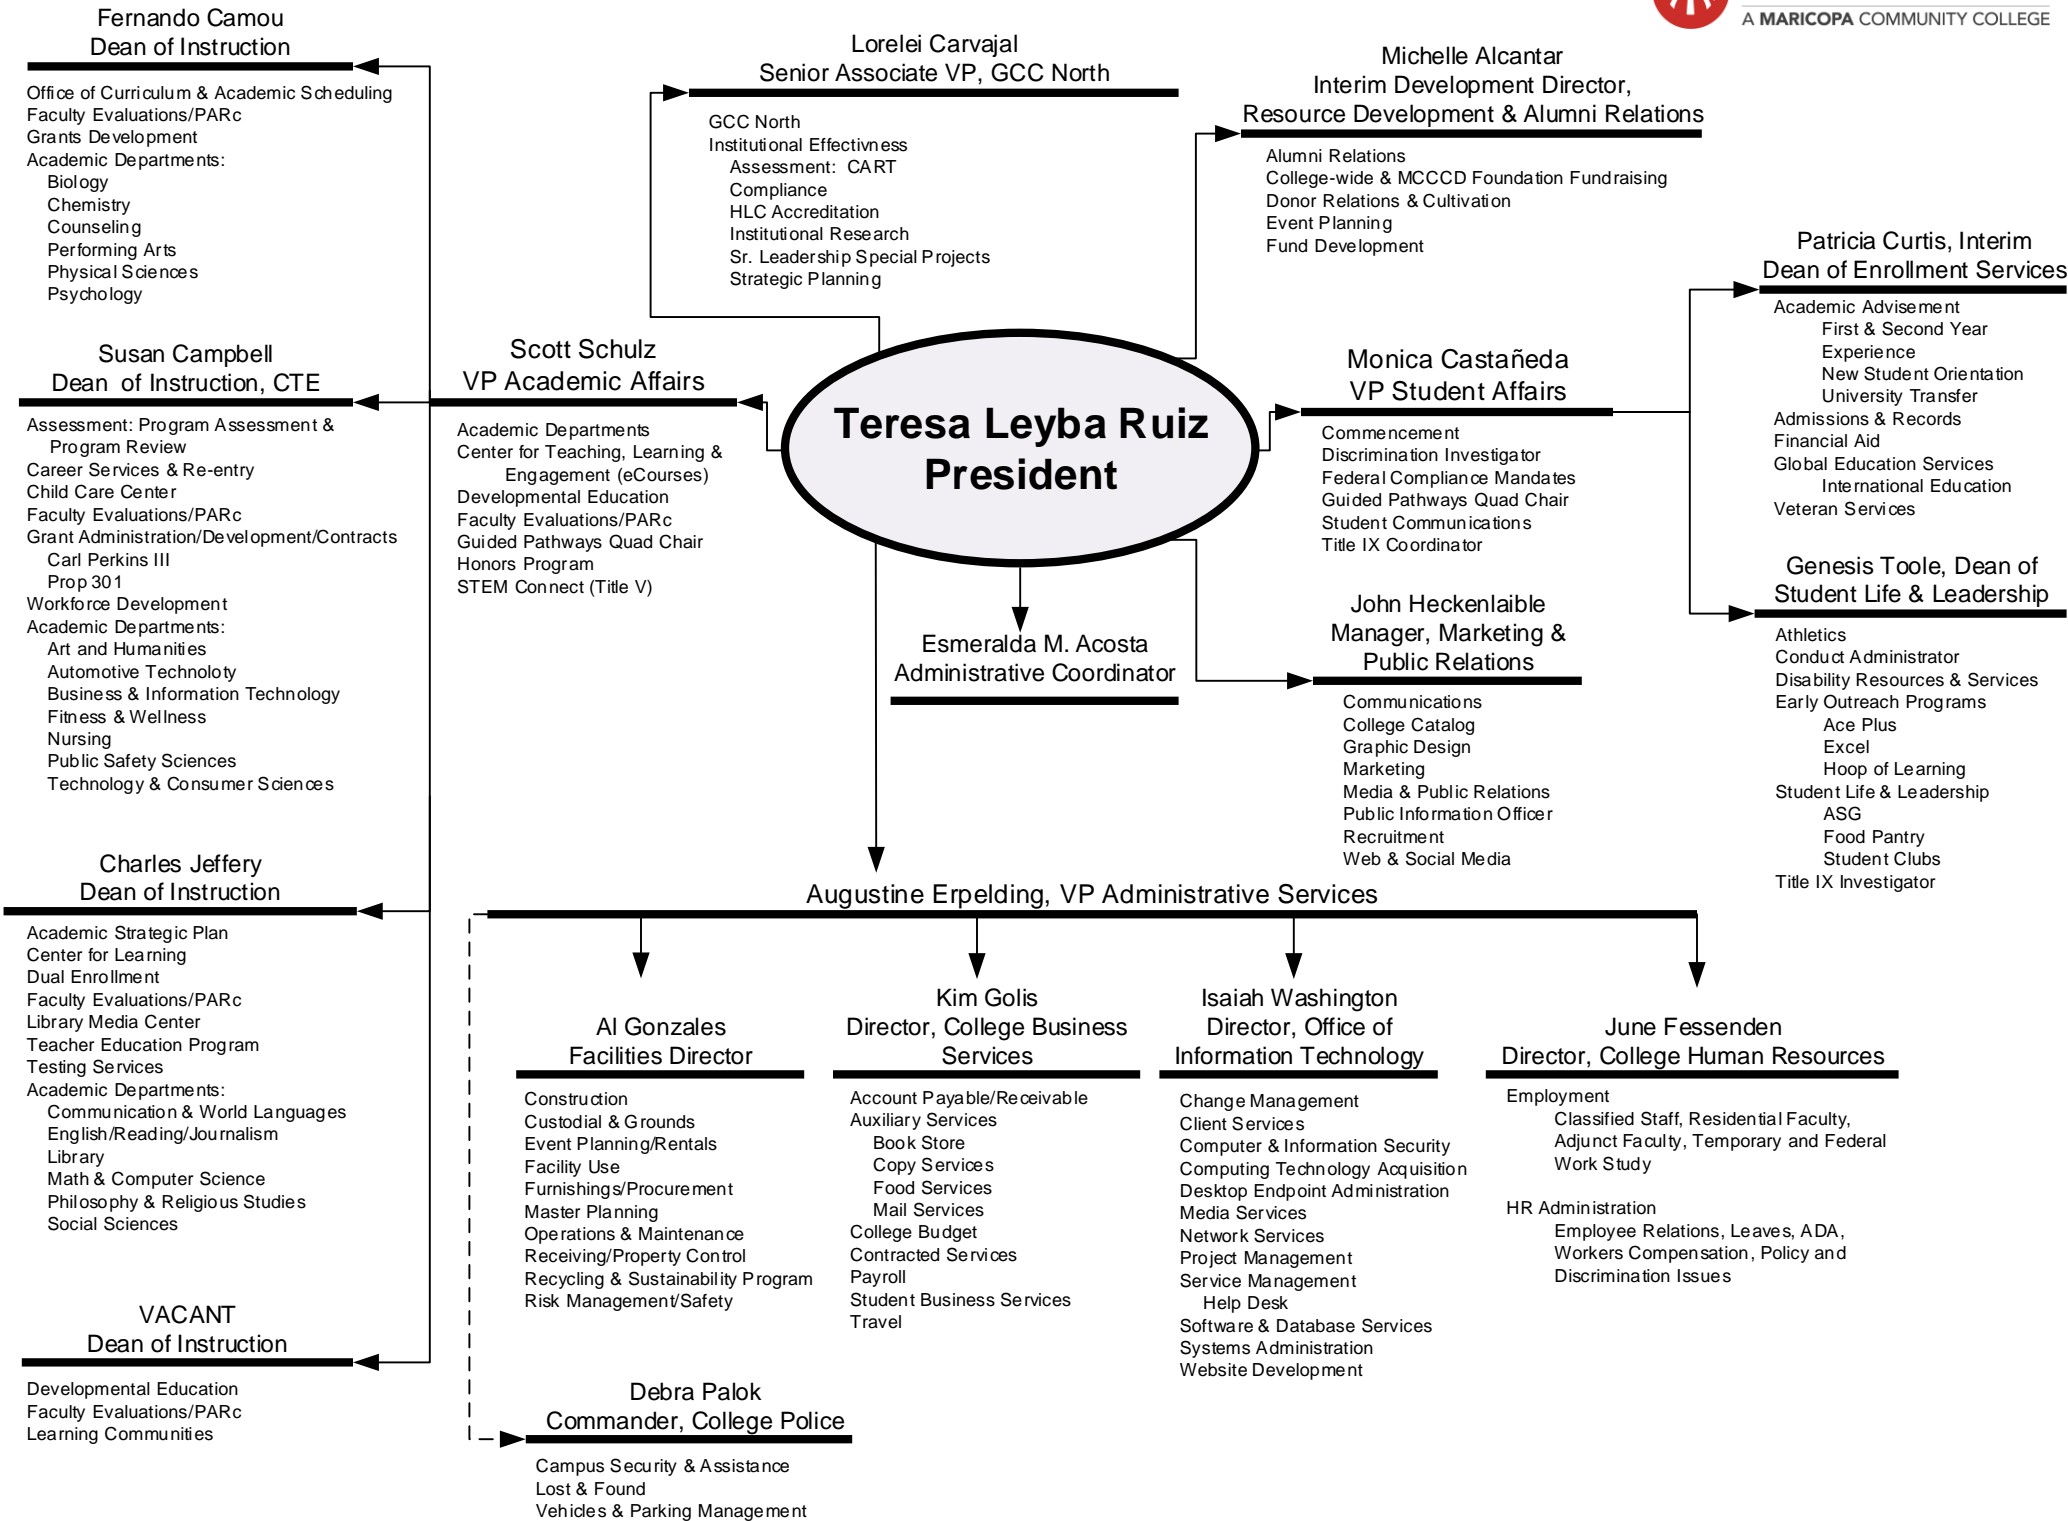 A MARICOPA COMMUNITY COLLEGE
Fernando Camou
Dean of Instruction
Office of Curriculum & Academic Scheduling
Faculty Evaluations/PARc
Grants Development
Academic Departments:
Biology
Chemistry
Counseling
Performing Arts
Physical Sciences
Psychology
Susan Campbell
Dean of Instruction, CTE
Assessment: Program Assessment &
Program Review
Career Services & Re-entry
Child Care Center
Faculty Evaluations/PARc
Grant Administration/Development/Contracts
Carl Perkins III
Prop 301
Workforce Development
Academic Departments:
Art and Humanities
Automotive Technoloty
Business & Information Technology
Fitness & Wellness
Nursing
Public Safety Sciences
Technology & Consumer Sciences
Charles Jeffery
Dean of Instruction
Academic Strategic Plan
Center for Learning
Dual Enrollment
Faculty Evaluations/PARc
Library Media Center
Teacher Education Program
Testing Services
Academic Departments:
Communication & World Languages
English/Reading/Journalism
Library
Math & Computer Science
Philosophy & Religious Studies
Social Sciences
VACANT
Dean of Instruction
Developmental Education
Faculty Evaluations/PARc
Learning Communities
Scott Schulz
VP Academic Affairs
Academic Departments
Center for Teaching, Learning &
Engagement (eCourses)
Developmental Education
Faculty Evaluations/PARc
Guided Pathways Quad Chair
Honors Program
STEM Connect (Title V)
Lorelei Carvajal
Senior Associate VP, GCC North
GCC North
Institutional Effectivness
Assessment: CART
Compliance
HLC Accreditation
Institutional Research
Sr. Leadership Special Projects
Strategic Planning
Teresa Leyba Ruiz
President
Esmeralda M. Acosta
Administrative Coordinator
Michelle Alcantar
Interim Development Director,
Resource Development & Alumni Relations
Alumni Relations
College-wide & MCCCD Foundation Fundraising
Donor Relations & Cultivation
Event Planning
Fund Development
Monica Castañeda
VP Student Affairs
Commencement
Discrimination Investigator
Federal Compliance Mandates
Guided Pathways Quad Chair
Student Communications
Title IX Coordinator
John Heckenlaible
Manager, Marketing &
Public Relations
Communications
College Catalog
Graphic Design
Marketing
Media & Public Relations
Public Information Officer
Recruitment
Web & Social Media
Patricia Curtis, Interim
Dean of Enrollment Services
Academic Advisement
First & Second Year
Experience
New Student Orientation
University Transfer
Admissions & Records
Financial Aid
Global Education Services
International Education
Veteran Services
Genesis Toole, Dean of
Student Life & Leadership
Athletics
Conduct Administrator
Disability Resources & Services
Early Outreach Programs
Ace Plus
Excel
Hoop of Learning
Student Life & Leadership
ASG
Food Pantry
Student Clubs
Title IX Investigator
Augustine Erpelding, VP Administrative Services
Al Gonzales
Facilities Director
Construction
Custodial & Grounds
Event Planning/Rentals
Facility Use
Furnishings/Procurement
Master Planning
Operations & Maintenance
Receiving/Property Control
Recycling & Sustainability Program
Risk Management/Safety
Kim Golis
Director, College Business
Services
Account Payable/Receivable
Auxiliary Services
Book Store
Copy Services
Food Services
Mail Services
College Budget
Contracted Services
Payroll
Student Business Services
Travel
Isaiah Washington
Director, Office of
Information Technology
Change Management
Client Services
Computer & Information Security
Computing Technology Acquisition
Desktop Endpoint Administration
Media Services
Network Services
Project Management
Service Management
Help Desk
Software & Database Services
Systems Administration
Website Development
June Fessenden
Director, College Human Resources
Employment
Classified Staff, Residential Faculty,
Adjunct Faculty, Temporary and Federal
Work Study
HR Administration
Employee Relations, Leaves, ADA,
Workers Compensation, Policy and
Discrimination Issues
Debra Palok
Commander, College Police
Campus Security & Assistance
Lost & Found
Vehicles & Parking Management